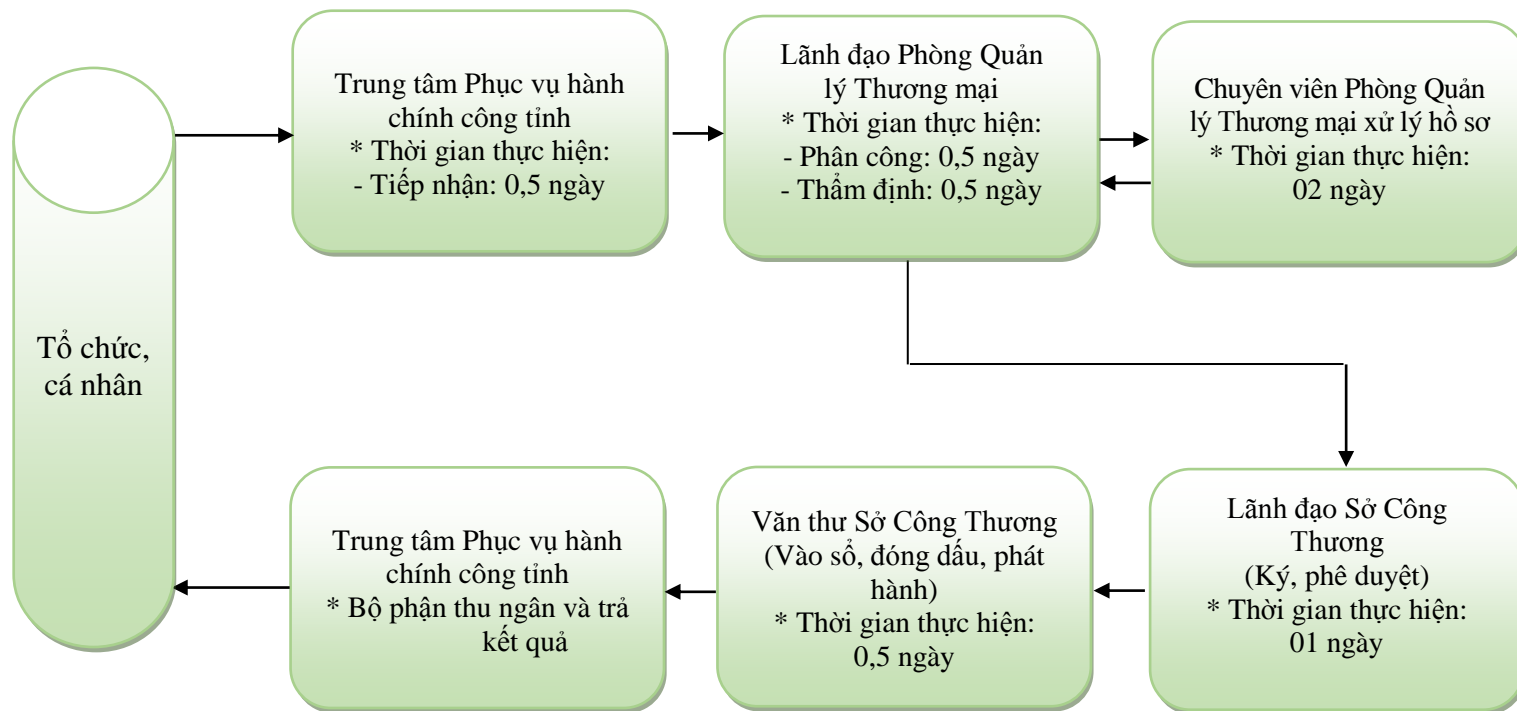 Tổ chức,
cá nhân
Trung tâm Phục vụ hành
chính công tỉnh
* Thời gian thực hiện:
- Tiếp nhận: 0,5 ngày
Lãnh đạo Phòng Quản
lý Thương mại
* Thời gian thực hiện:
- Phân công: 0,5 ngày
- Thẩm định: 0,5 ngày
Chuyên viên Phòng Quản
lý Thương mại xử lý hồ sơ
* Thời gian thực hiện:
02 ngày
Lãnh đạo Sở Công
Thương
(Ký, phê duyệt)
* Thời gian thực hiện:
01 ngày
Văn thư Sở Công Thương
(Vào sổ, đóng dấu, phát
hành)
* Thời gian thực hiện:
0,5 ngày
Trung tâm Phục vụ hành
chính công tỉnh
* Bộ phận thu ngân và trả
kết quả